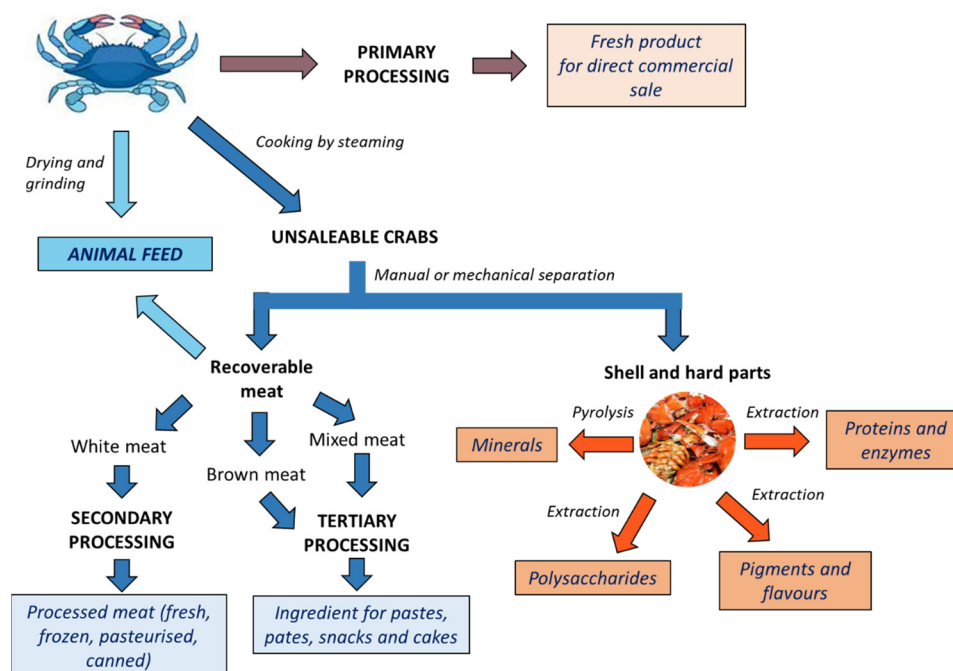 PRIMARY
PROCESSING
Fresh product
for direct commercial
sale
Cooking by steaming
Drying and
grinding
UNSALEABLE CRABS
ANIMAL FEED
Manual or mechanical separation
Recoverable
meat
Shell and hard parts
Pyrolysis
Extraction
Minerals
Proteins and
enzymes
White meat
Mixed meat
Brown meat
Extraction
Extraction
SECONDARY
PROCESSING
TERTIARY
PROCESSING
Polysaccharides
Pigments and
flavours
Processed meat (fresh,
frozen, pasteurised,
canned)
Ingredient for pastes,
pates, snacks and cakes